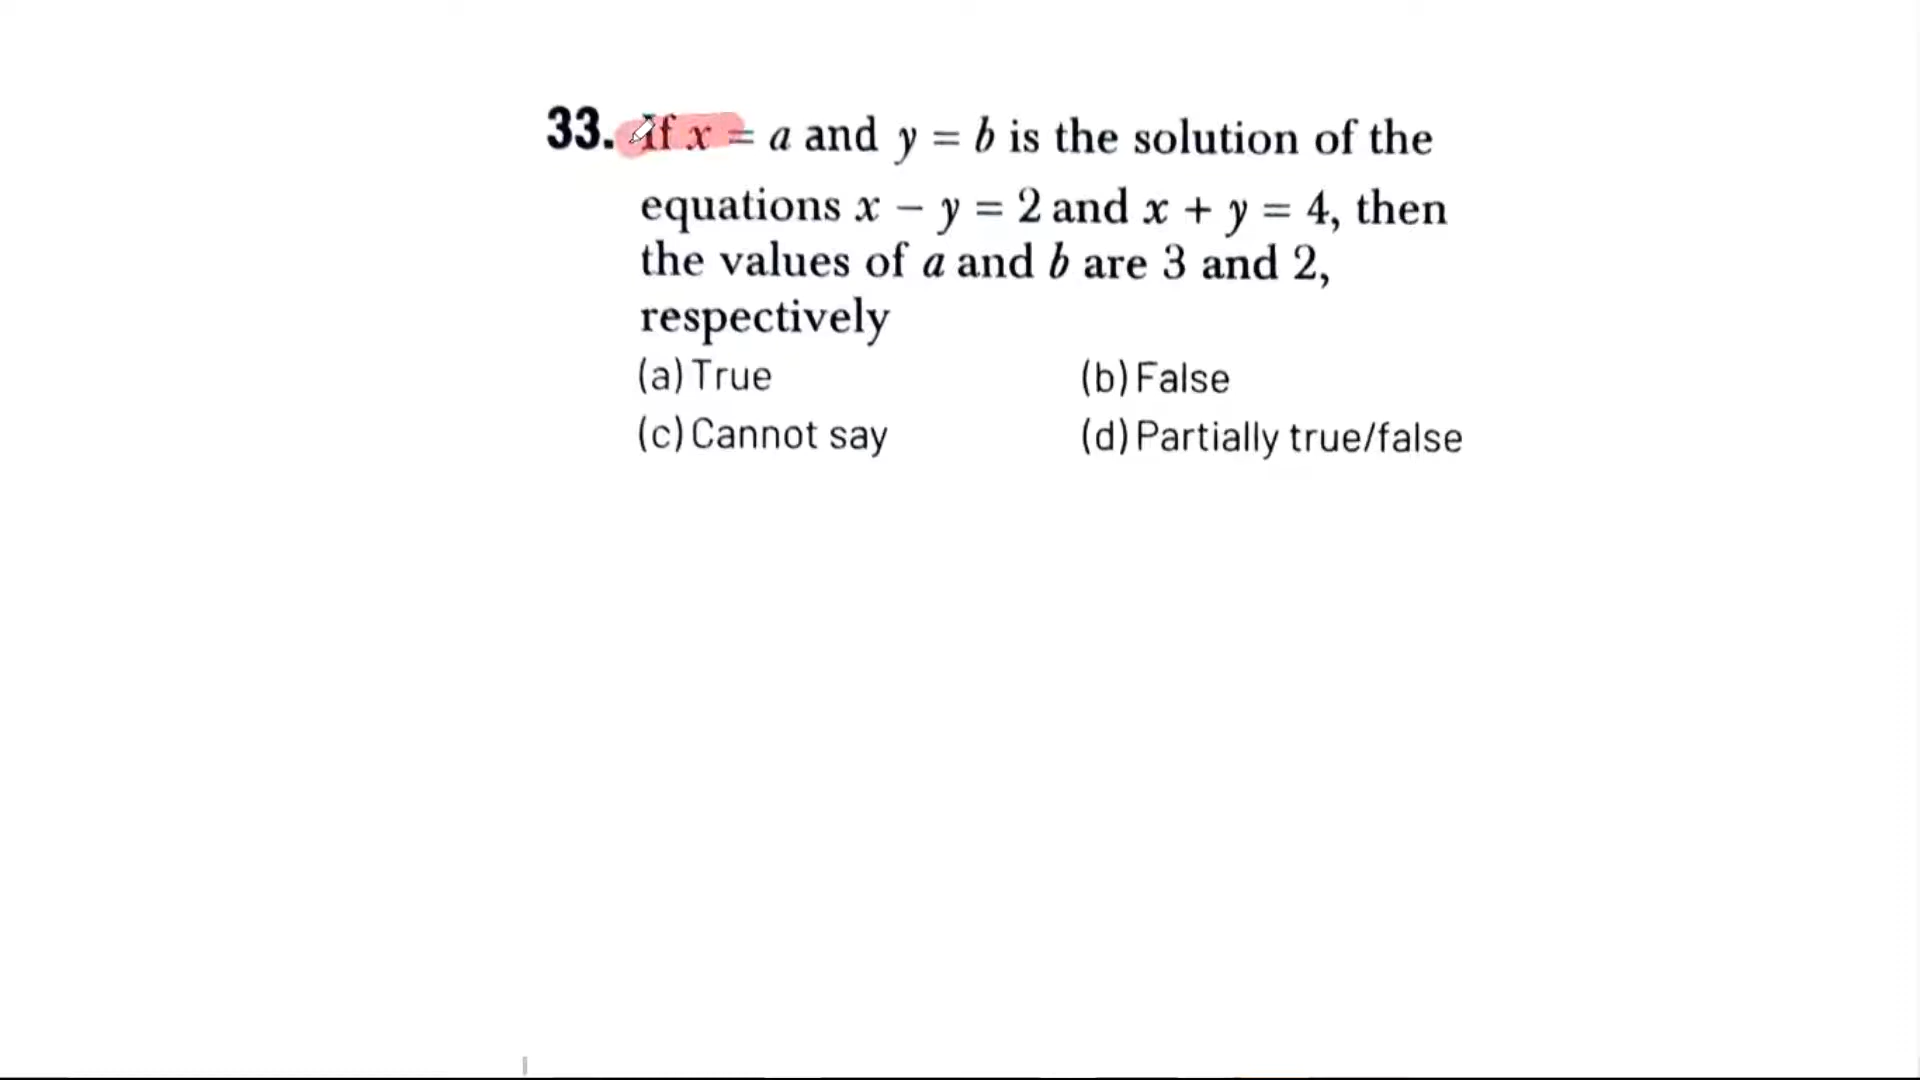 33. If x = a and y = b is the solution of the
equations x − y = 2 and x + y = 4, then
the values of a and b are 3 and 2,
respectively
(a) True (b) False
(c) Cannot say (d) Partially true/false